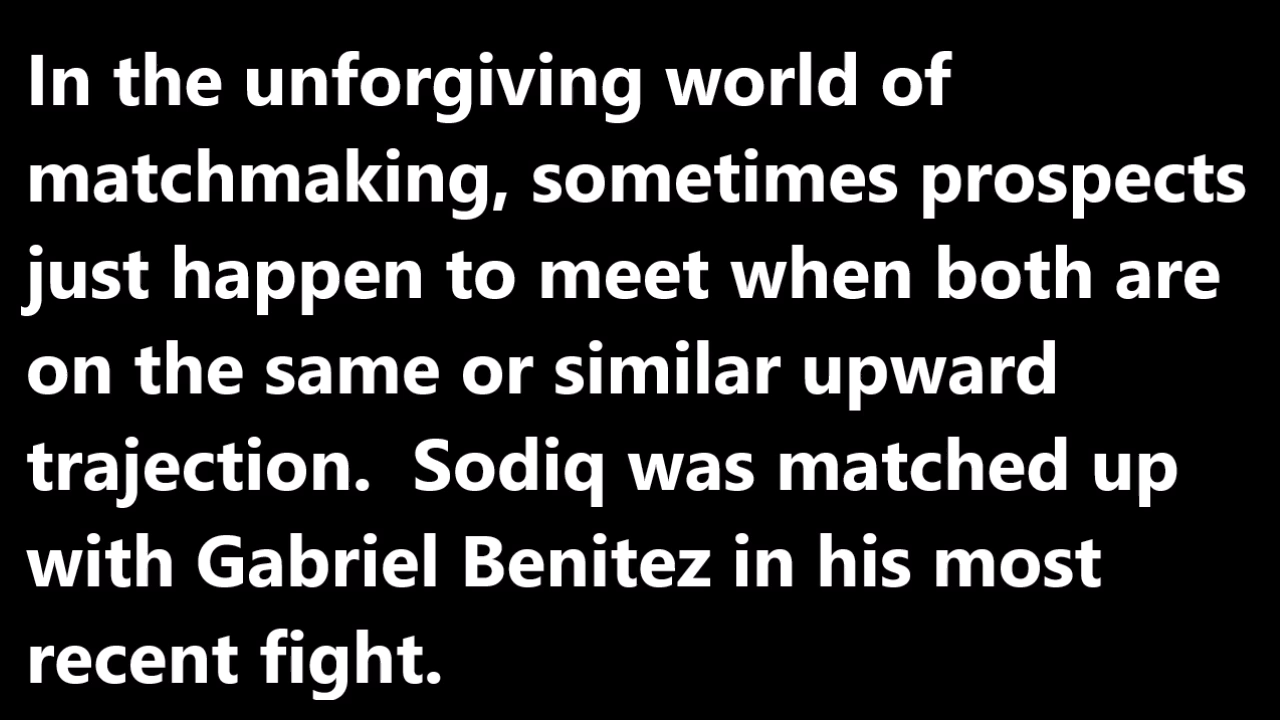 In the unforgiving world of
matchmaking, sometimes prospects
just happen to meet when both are
on the same or similar upward
trajection.  Sodiq was matched up
with Gabriel Benitez in his most
recent fight.